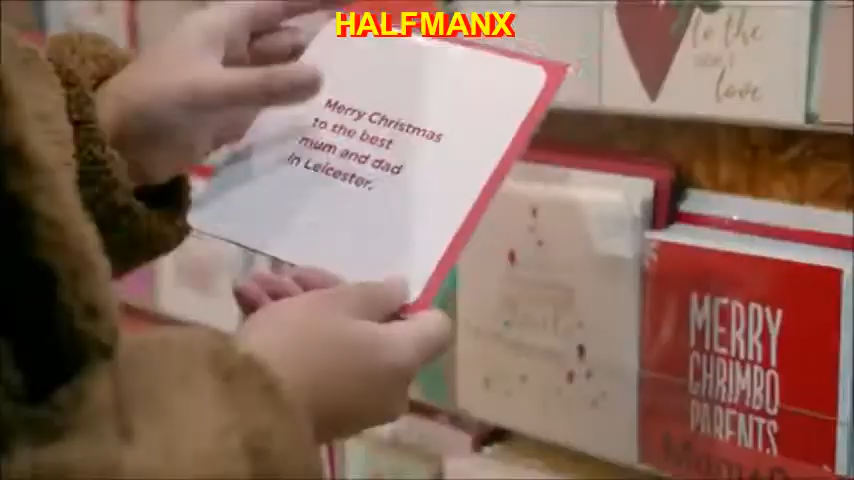 HALFMANX
to the
love
Merry Christmas
to the best
mum and dad
in Leicester.
MERRY
CHRIMBO
PARENTS